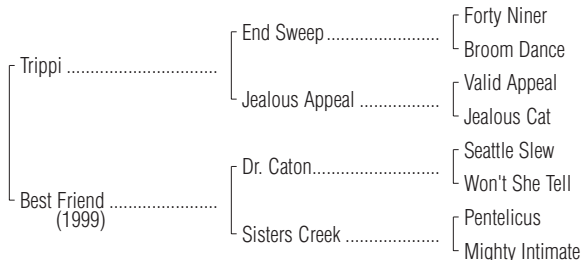 Forty Niner
End Sweep ........................
Broom Dance
Trippi ................................
Valid Appeal
Jealous Appeal .................
Jealous Cat
Seattle Slew
Dr. Caton...........................
Won't She Tell
Best Friend .......................
(1999)
Pentelicus
Sisters Creek ....................
Mighty Intimate